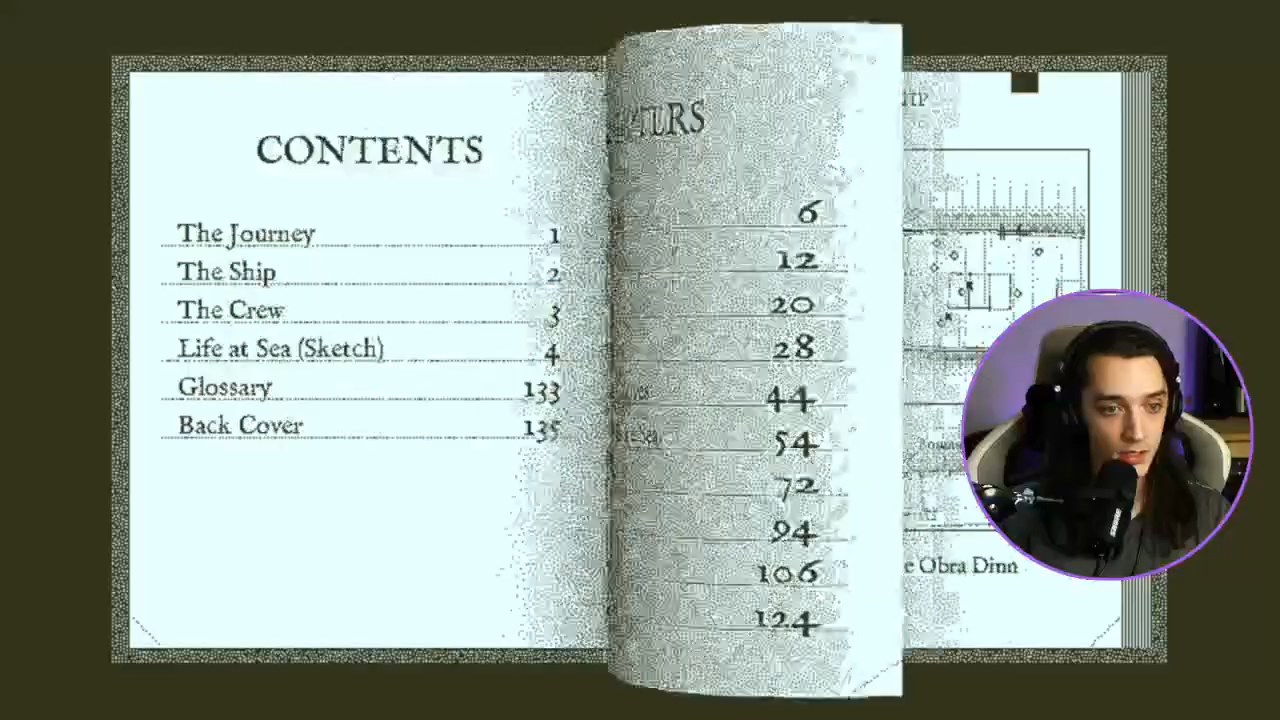 CONTENTS
The Journey 1
The Ship 2
The Crew 3
Life at Sea (Sketch) 4
Glossary 133
Back Cover 135
6
12
20
28
44
54
72
94
106
124
e Obra Dinn